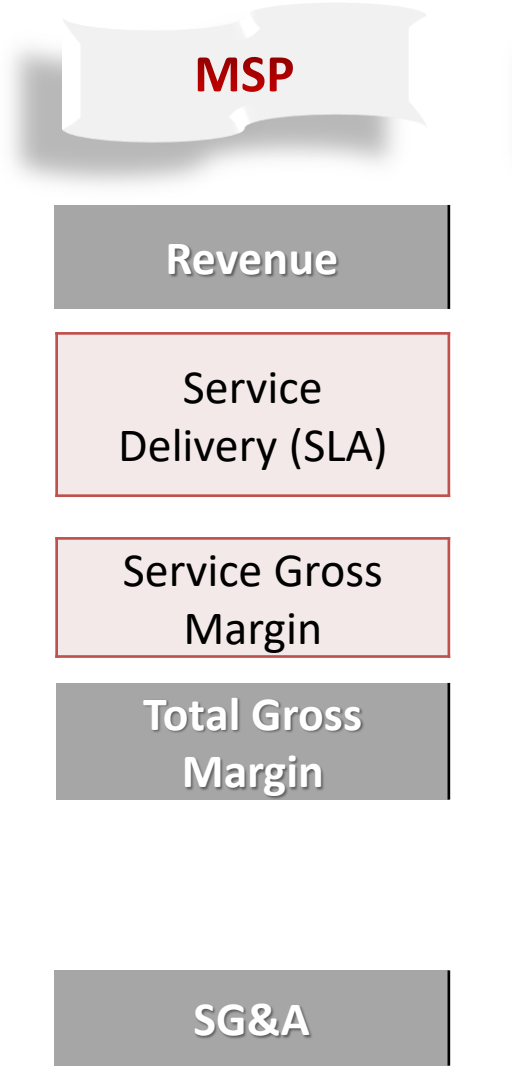 MSP
Revenue
Service
Delivery (SLA)
Service Gross
Margin
Total Gross
Margin
SG&A